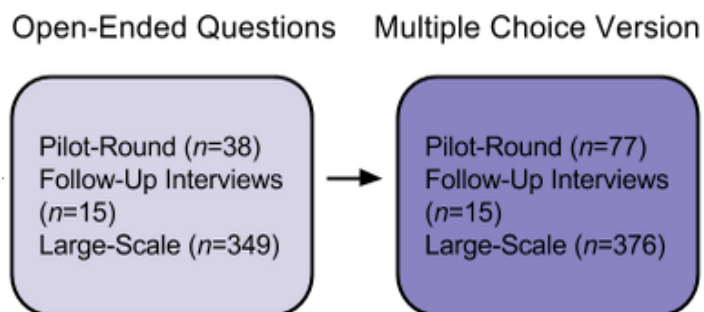 Open-Ended Questions
Multiple Choice Version
Pilot-Round (n=38)
Follow-Up Interviews
(n=15)
Large-Scale (n=349)
Pilot-Round (n=77)
Follow-Up Interviews
(n=15)
Large-Scale (n=376)